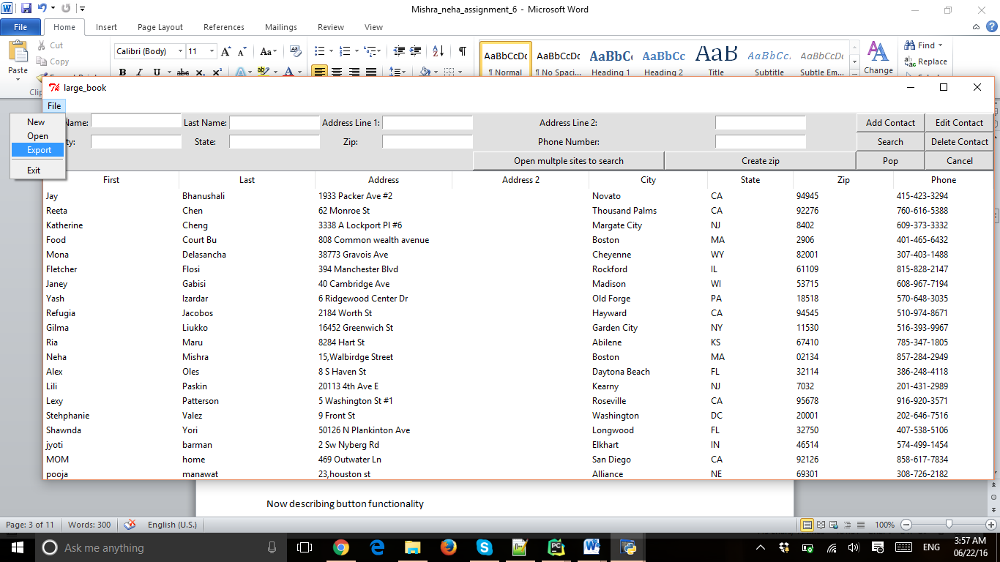 Mishra_neha_assignment_6 - Microsoft Word
File Home Insert Page Layout References Mailings Review View
Cut
Calibri (Body) 11 Aa AaBbCcDc AaBbCcDc AaBbC AaBbCc AaB AaBbCc. AaBbCcDc Find
Copy
Paste
B I U abc ¶ Normal ¶ No Spaci... Heading 1 Heading 2 Title Subtitle Subtle Em... Change Replace
large_book
File
New
Open
Export
Exit
Name: Last Name: Address Line 1: Address Line 2: Add Contact Edit Contact
State: Zip: Phone Number: Search Delete Contact
Open multple sites to search Create zip Pop Cancel
First Last Address Address 2 City State Zip Phone
Jay Bhanushali 1933 Packer Ave #2 Novato CA 94945 415-423-3294
Reeta Chen 62 Monroe St Thousand Palms CA 92276 760-616-5388
Katherine Cheng 3338 A Lockport Pl #6 Margate City NJ 8402 609-373-3332
Food Court Bu 808 Common wealth avenue Boston MA 2906 401-465-6432
Mona Delasancha 38773 Gravois Ave Cheyenne WY 82001 307-403-1488
Fletcher Flosi 394 Manchester Blvd Rockford IL 61109 815-828-2147
Janey Gabisi 40 Cambridge Ave Madison WI 53715 608-967-7194
Yash Izardar 6 Ridgewood Center Dr Old Forge PA 18518 570-648-3035
Refugia Jacobos 2184 Worth St Hayward CA 94545 510-974-8671
Gilma Liukko 16452 Greenwich St Garden City NY 11530 516-393-9967
Ria Maru 8284 Hart St Abilene KS 67410 785-347-1805
Neha Mishra 15,Walbirdge Street Boston MA 02134 857-284-2949
Alex Oles 8 S Haven St Daytona Beach FL 32114 386-248-4118
Lili Paskin 20113 4th Ave E Kearny NJ 7032 201-431-2989
Lexy Patterson 5 Washington St #1 Roseville CA 95678 916-920-3571
Stehphanie Valez 9 Front St Washington DC 20001 202-646-7516
Shawnda Yori 50126 N Plankinton Ave Longwood FL 32750 407-538-5106
jyoti barman 2 Sw Nyberg Rd Elkhart IN 46514 574-499-1454
MOM home 469 Outwater Ln San Diego CA 92126 858-617-7834
pooja manawat 23,houston st Alliance NE 69301 308-726-2182
Now describing button functionality
Page: 3 of 11 Words: 300 English (U.S.) 100%
Ask me anything ENG 3:57 AM
06/22/16